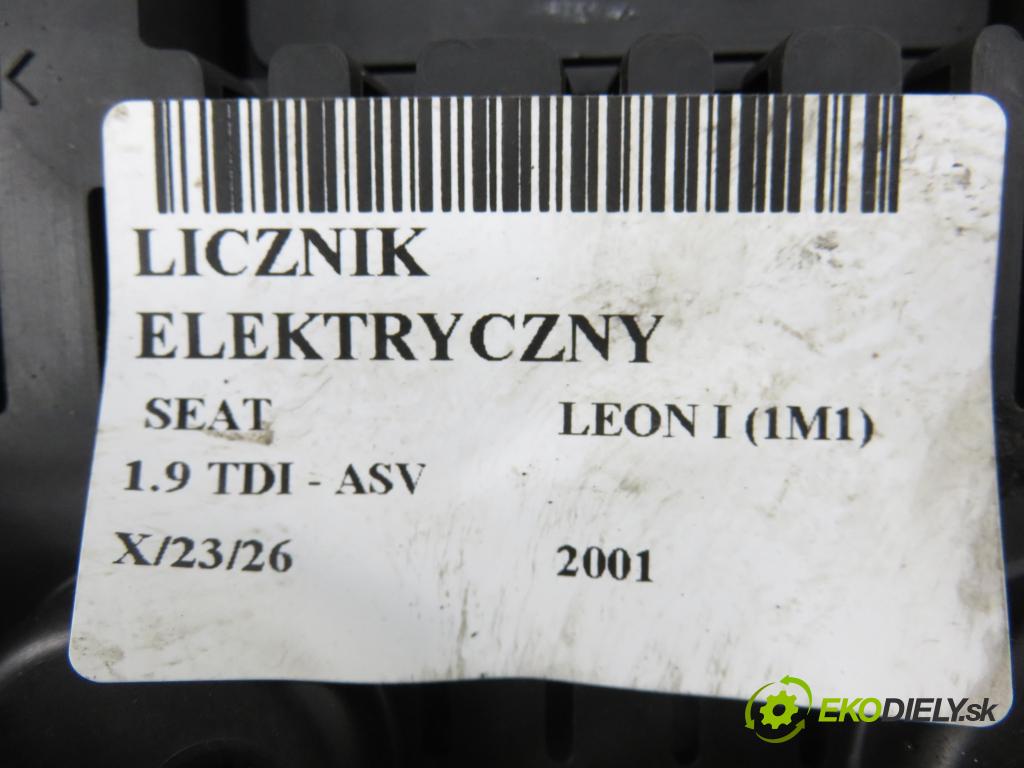 K
LICZNIK
ELEKTRYCZNY
SEAT LEON I (1M1)
1.9 TDI - ASV
X/23/26 2001
EKODIELY.sk